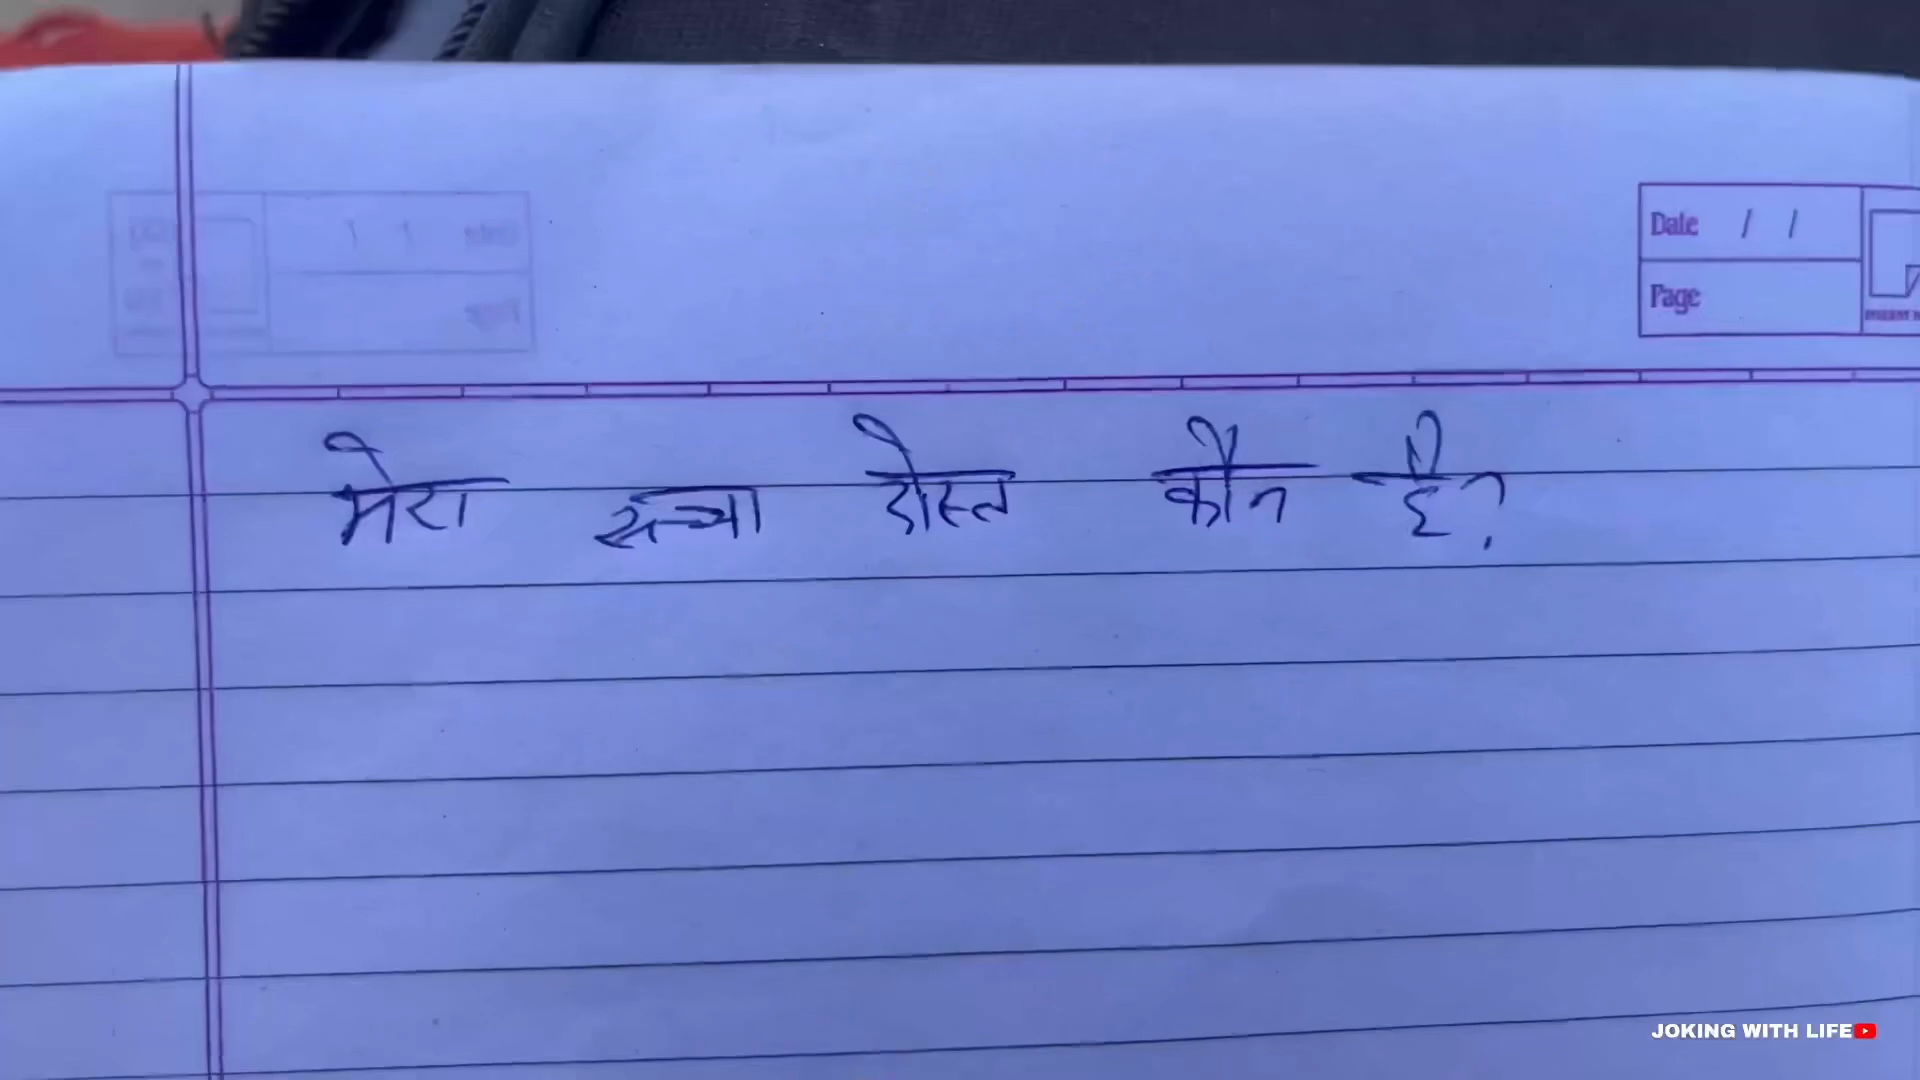 Date / /
Page
मेरा सच्चा दोस्त कौन है?
JOKING WITH LIFE